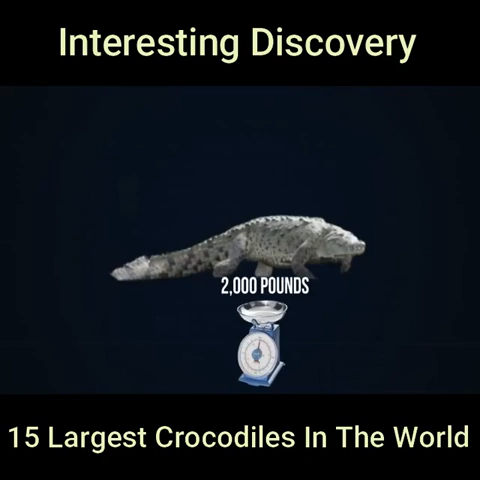 Interesting Discovery
2,000 POUNDS
15 Largest Crocodiles In The World